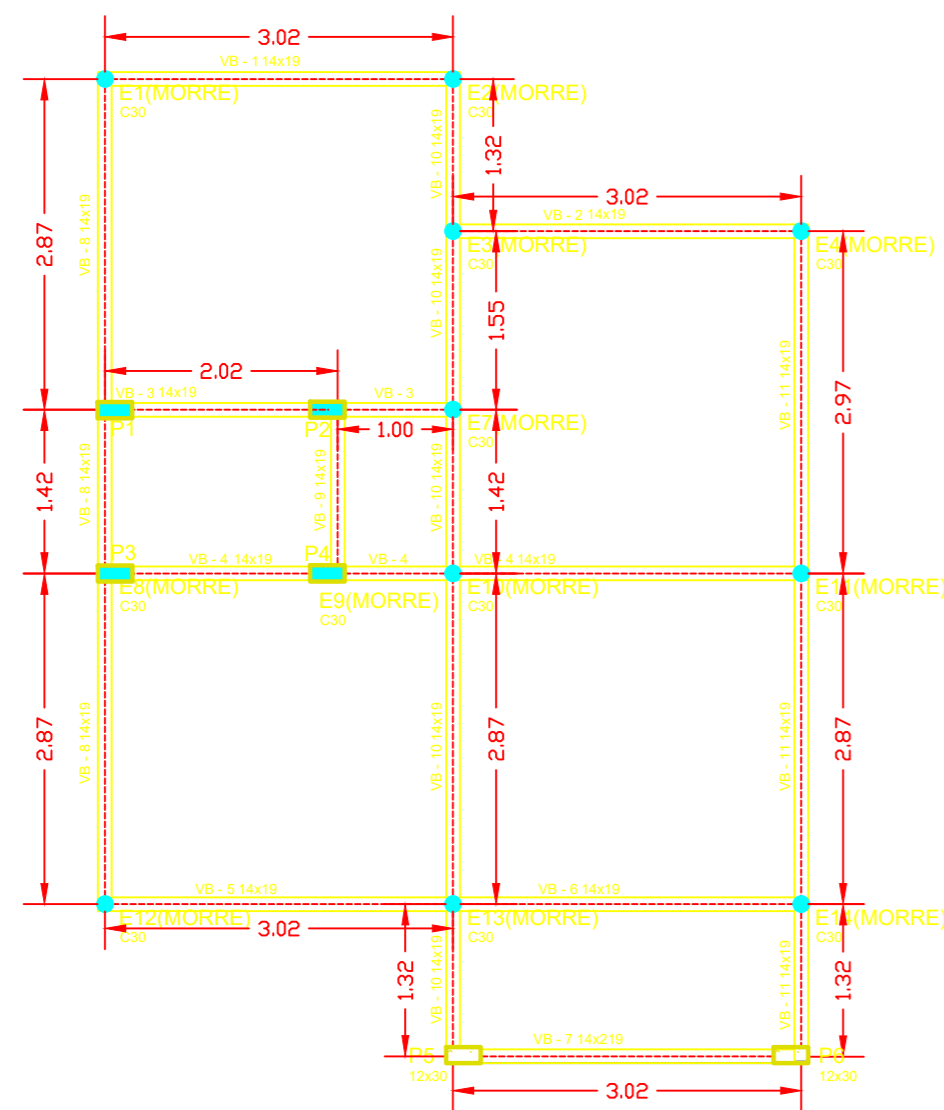 3.02
VB - 1 14x19
E1(MORRE)
C30
E2(MORRE)
C30
1.32
VB - 10 14x19
3.02
VB - 2 14x19
2.87
VB - 8 14x19
E3(MORRE)
C30
E4(MORRE)
C30
VB - 10 14x19
1.55
2.02
VB - 3 14x19
VB - 3
VB - 11 14x19
2.97
P1
P2
1.00
E7(MORRE)
C30
1.42
VB - 8 14x19
VB - 9 14x19
VB - 10 14x19
1.42
P3
P4
VB - 4 14x19
VB - 4
VB - 4 14x19
E8(MORRE)
C30
E9(MORRE)
C30
C30
E11(MORRE)
C30
2.87
VB - 8 14x19
VB - 10 14x19
2.87
VB - 11 14x19
2.87
VB - 5 14x19
VB - 6 14x19
E12(MORRE)
C30
3.02
E13(MORRE)
C30
E14(MORRE)
C30
1.32
VB - 10 14x19
VB - 11 14x19
1.32
VB - 7 14x219
P5
12x30
P6
12x30
3.02